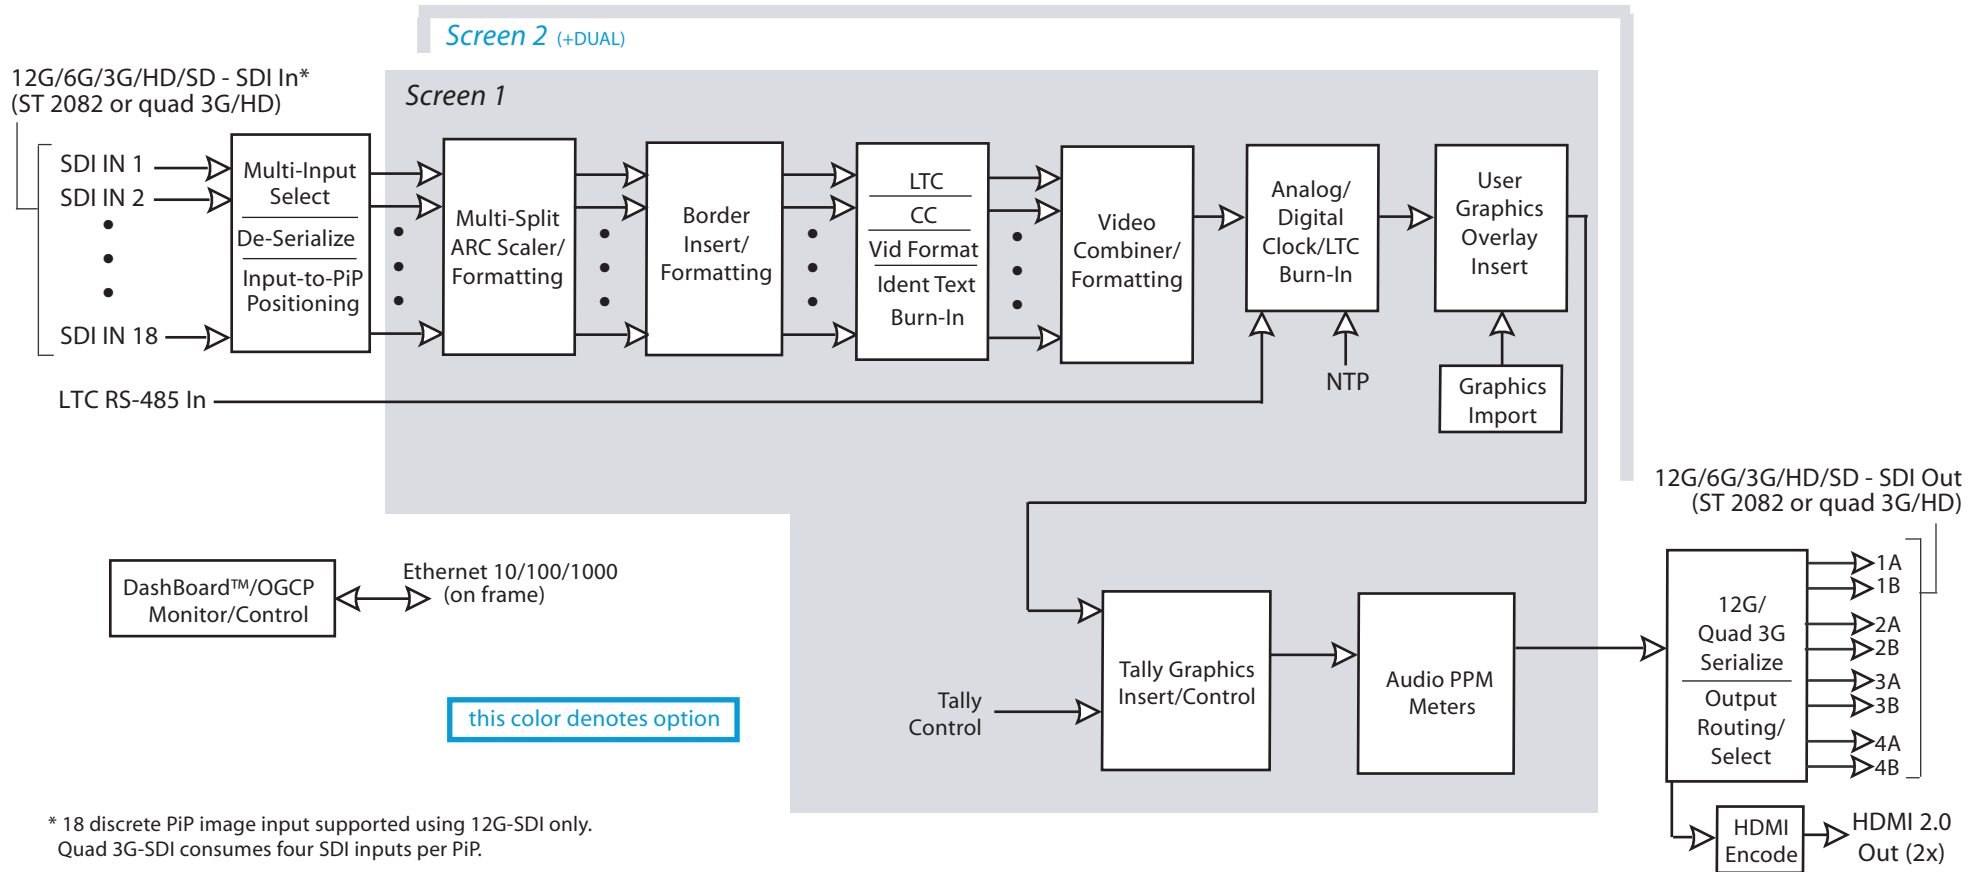 Screen 2 (+DUAL)
12G/6G/3G/HD/SD - SDI In*
(ST 2082 or quad 3G/HD)
Screen 1
SDI IN 1
SDI IN 2
SDI IN 18
Multi-Input
Select
De-Serialize
Input-to-PiP
Positioning
Multi-Split
ARC Scaler/
Formatting
Border
Insert/
Formatting
LTC
CC
Vid Format
Ident Text
Burn-In
Video
Combiner/
Formatting
Analog/
Digital
Clock/LTC
Burn-In
User
Graphics
Overlay
Insert
LTC RS-485 In
NTP
Graphics
Import
12G/6G/3G/HD/SD - SDI Out
(ST 2082 or quad 3G/HD)
DashBoard™/OGCP
Monitor/Control
Ethernet 10/100/1000
(on frame)
this color denotes option
Tally
Control
Tally Graphics
Insert/Control
Audio PPM
Meters
12G/
Quad 3G
Serialize
Output
Routing/
Select
1A
1B
2A
2B
3A
3B
4A
4B
HDMI
Encode
HDMI 2.0
Out (2x)
* 18 discrete PiP image input supported using 12G-SDI only.
Quad 3G-SDI consumes four SDI inputs per PiP.